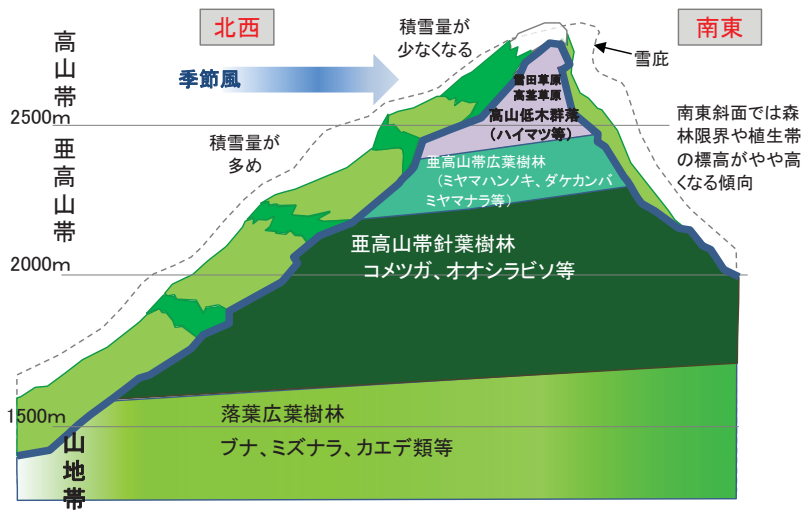 北西
南東
積雪量が
少なくなる
雪庇
季節風
高山帯
雪田草原
高茎草原
高山低木群落
（ハイマツ等）
2500m
南東斜面では森
林限界や植生帯
の標高がやや高
くなる傾向
積雪量が
多め
亜高山帯
亜高山帯広葉樹林
（ミヤマハンノキ、ダケカンバ
ミヤマナラ等）
亜高山帯針葉樹林
コメツガ、オオシラビソ等
2000m
1500m
落葉広葉樹林
ブナ、ミズナラ、カエデ類等
山地帯